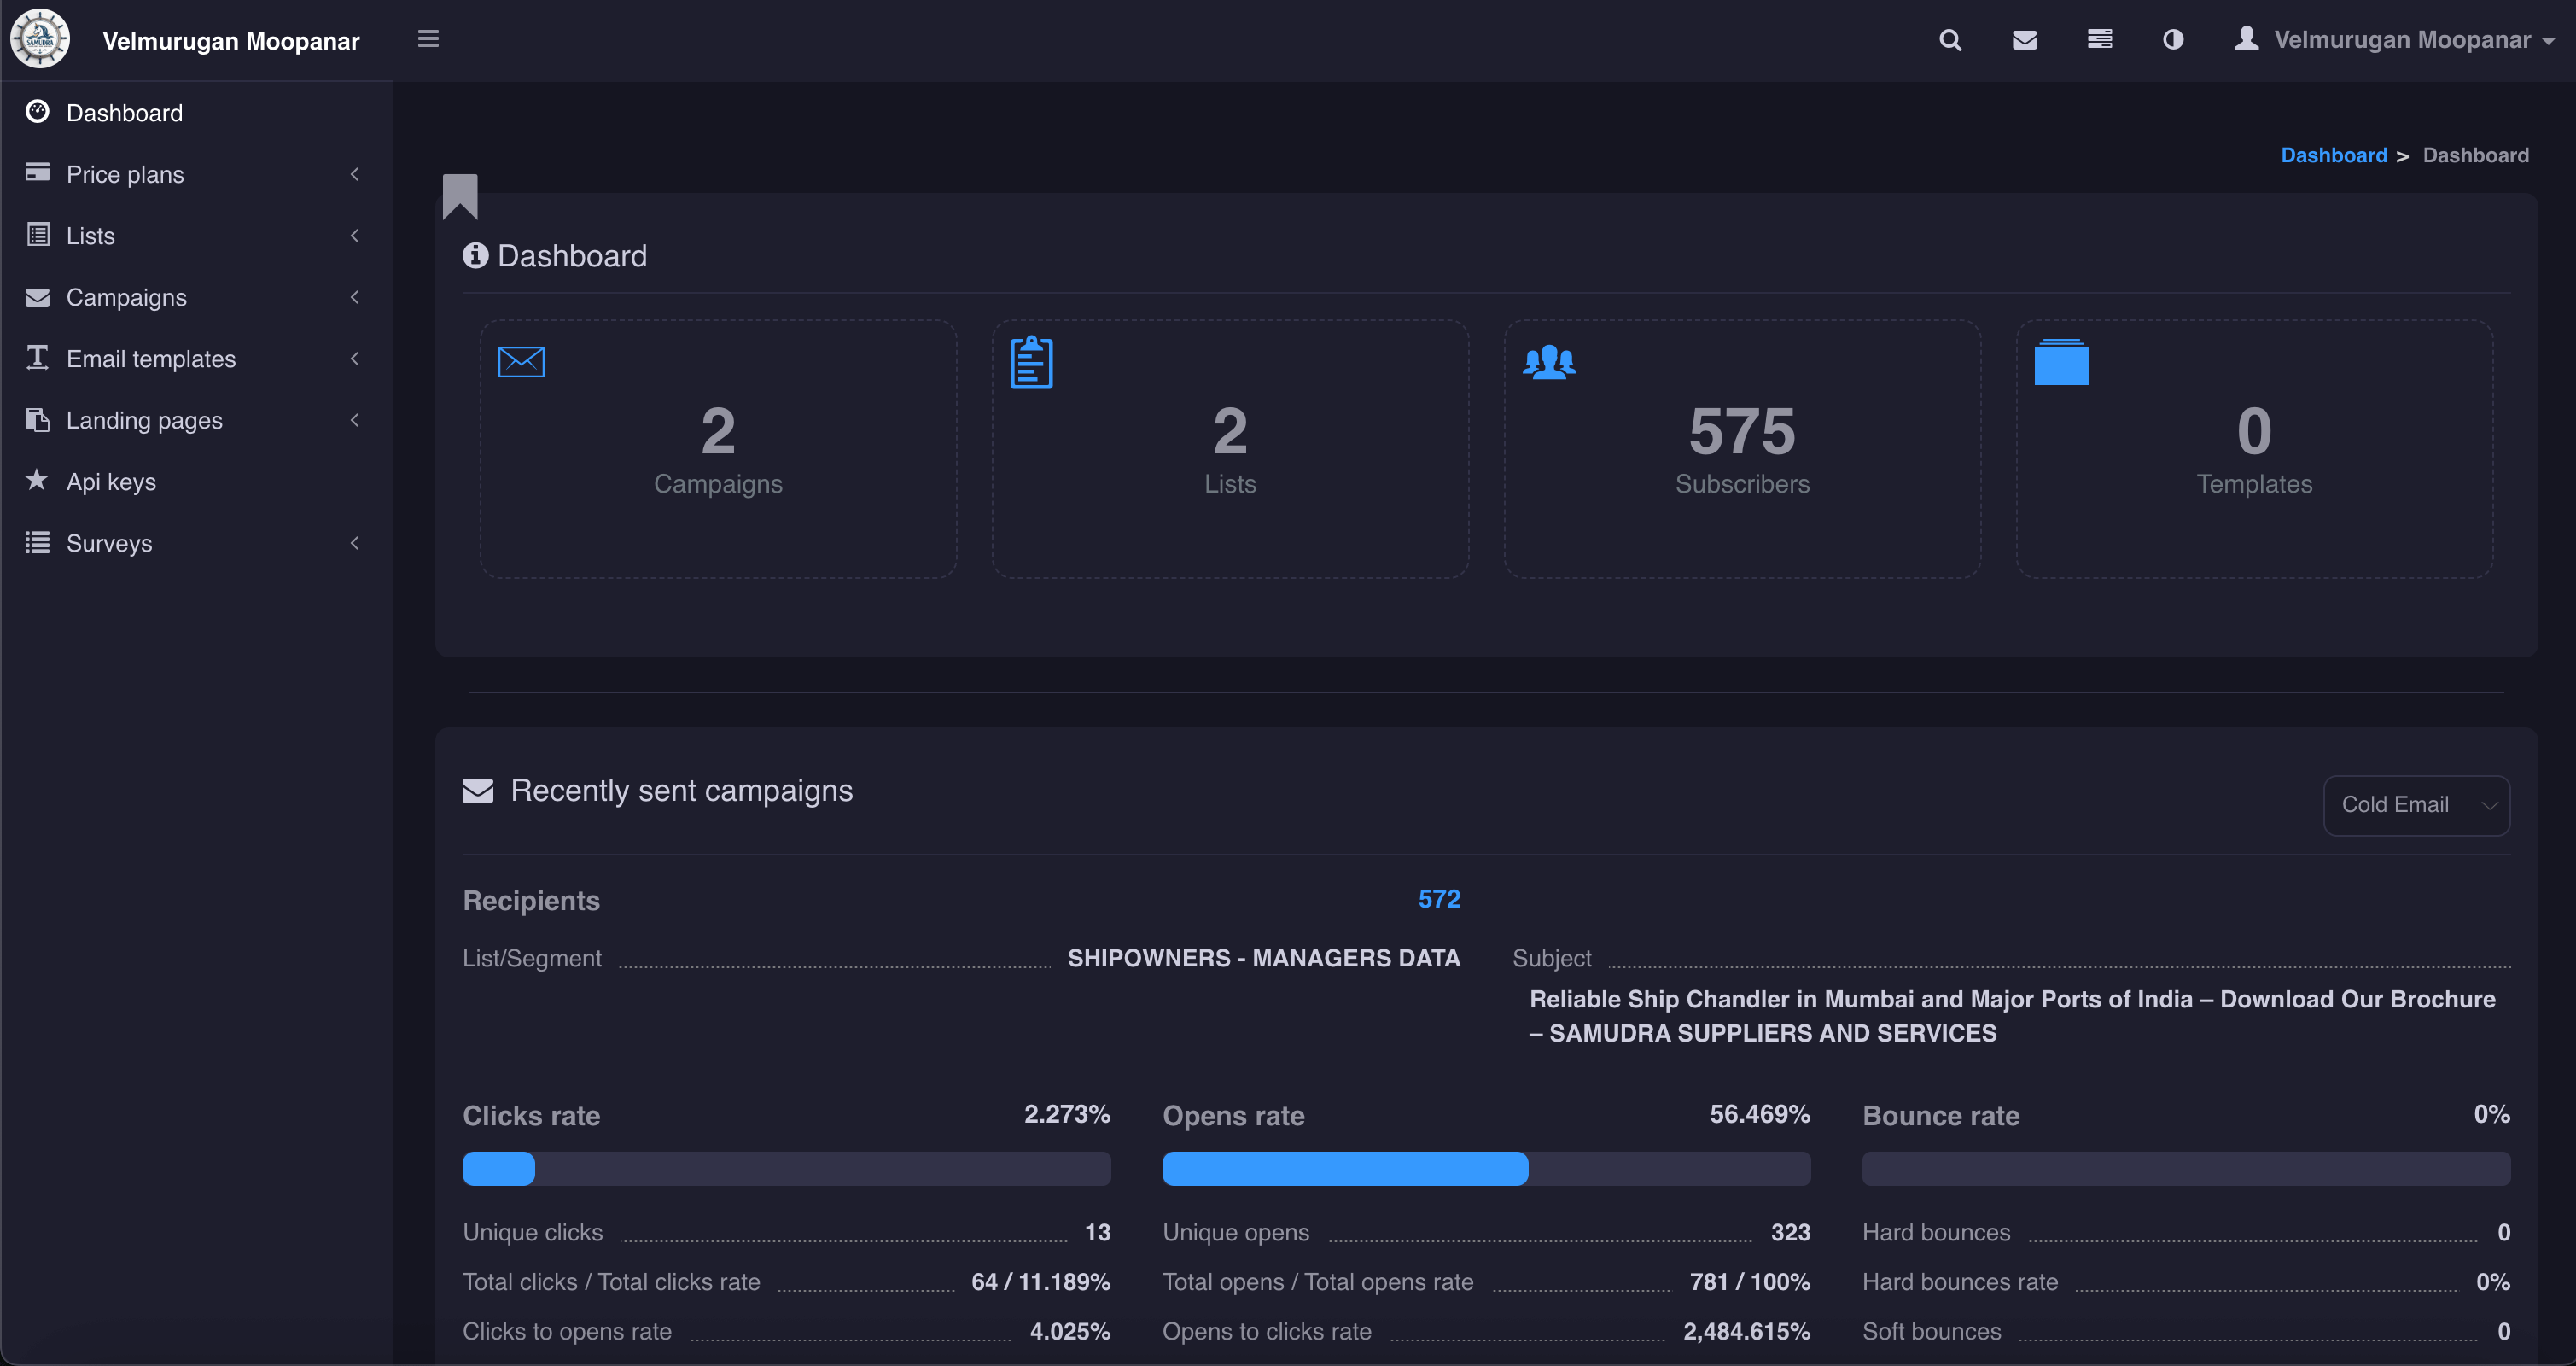 SAMUDRA
Velmurugan Moopanar
Velmurugan Moopanar
Dashboard
Price plans
Lists
Campaigns
Email templates
Landing pages
Api keys
Surveys
Dashboard > Dashboard
Dashboard
2
Campaigns
2
Lists
575
Subscribers
0
Templates
Recently sent campaigns
Cold Email
Recipients 572
List/Segment SHIPOWNERS - MANAGERS DATA
Subject
Reliable Ship Chandler in Mumbai and Major Ports of India – Download Our Brochure
– SAMUDRA SUPPLIERS AND SERVICES
Clicks rate 2.273%
Unique clicks 13
Total clicks / Total clicks rate 64 / 11.189%
Clicks to opens rate 4.025%
Opens rate 56.469%
Unique opens 323
Total opens / Total opens rate 781 / 100%
Opens to clicks rate 2,484.615%
Bounce rate 0%
Hard bounces 0
Hard bounces rate 0%
Soft bounces 0